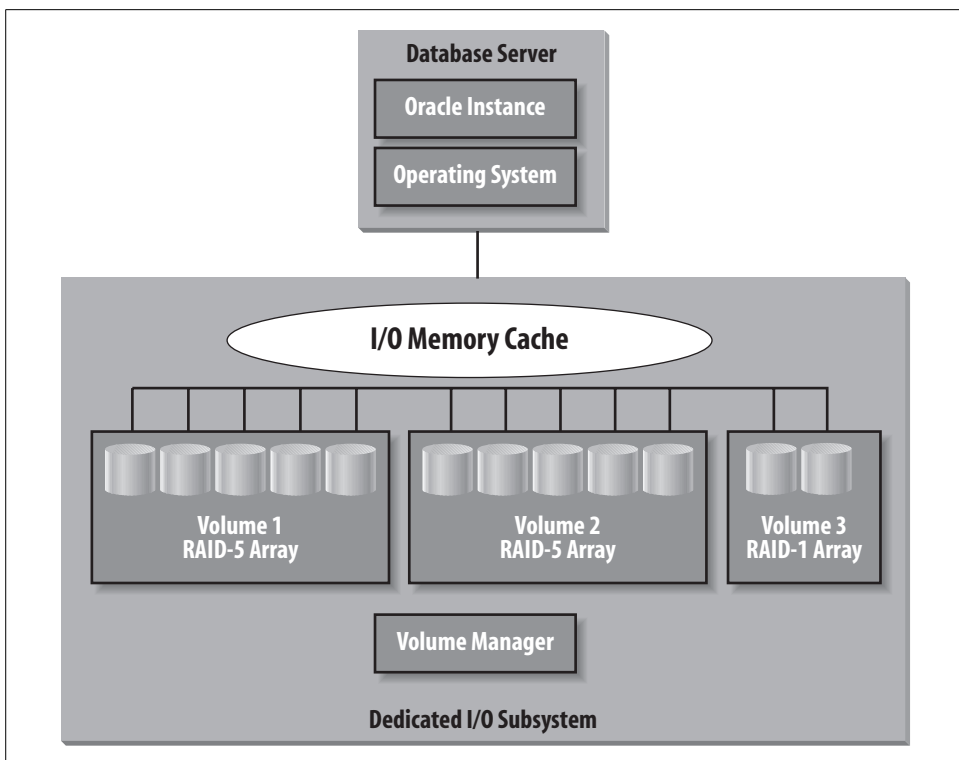 Database Server
Oracle Instance
Operating System
I/O Memory Cache
Volume 1
RAID-5 Array
Volume 2
RAID-5 Array
Volume 3
RAID-1 Array
Volume Manager
Dedicated I/O Subsystem